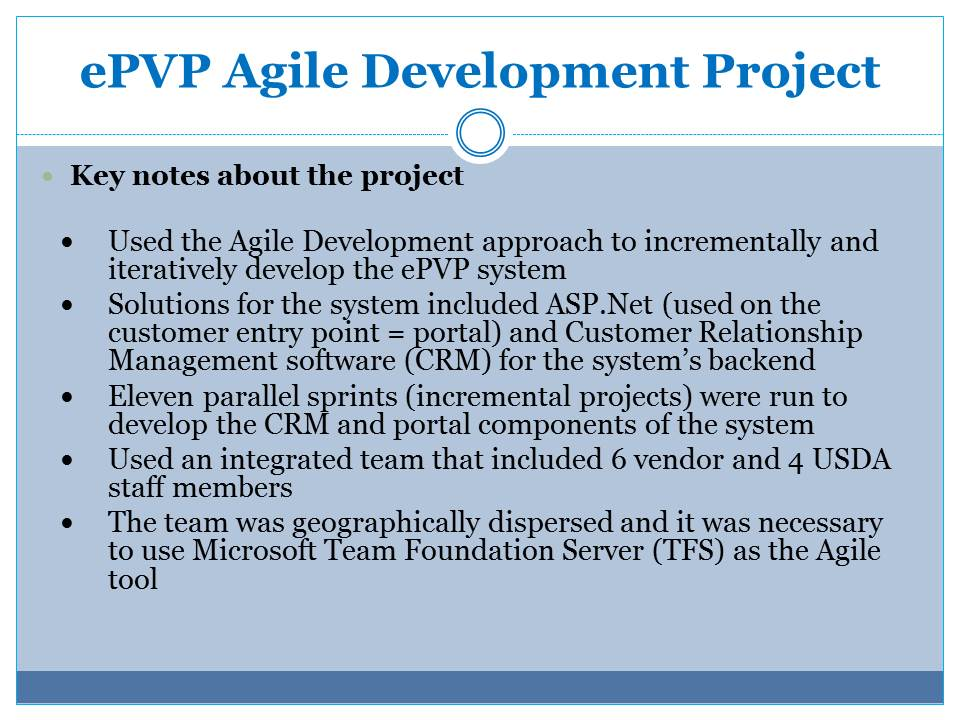 ePVP Agile Development Project
• Key notes about the project
• Used the Agile Development approach to incrementally and
iteratively develop the ePVP system
• Solutions for the system included ASP.Net (used on the
customer entry point = portal) and Customer Relationship
Management software (CRM) for the system’s backend
• Eleven parallel sprints (incremental projects) were run to
develop the CRM and portal components of the system
• Used an integrated team that included 6 vendor and 4 USDA
staff members
• The team was geographically dispersed and it was necessary
to use Microsoft Team Foundation Server (TFS) as the Agile
tool